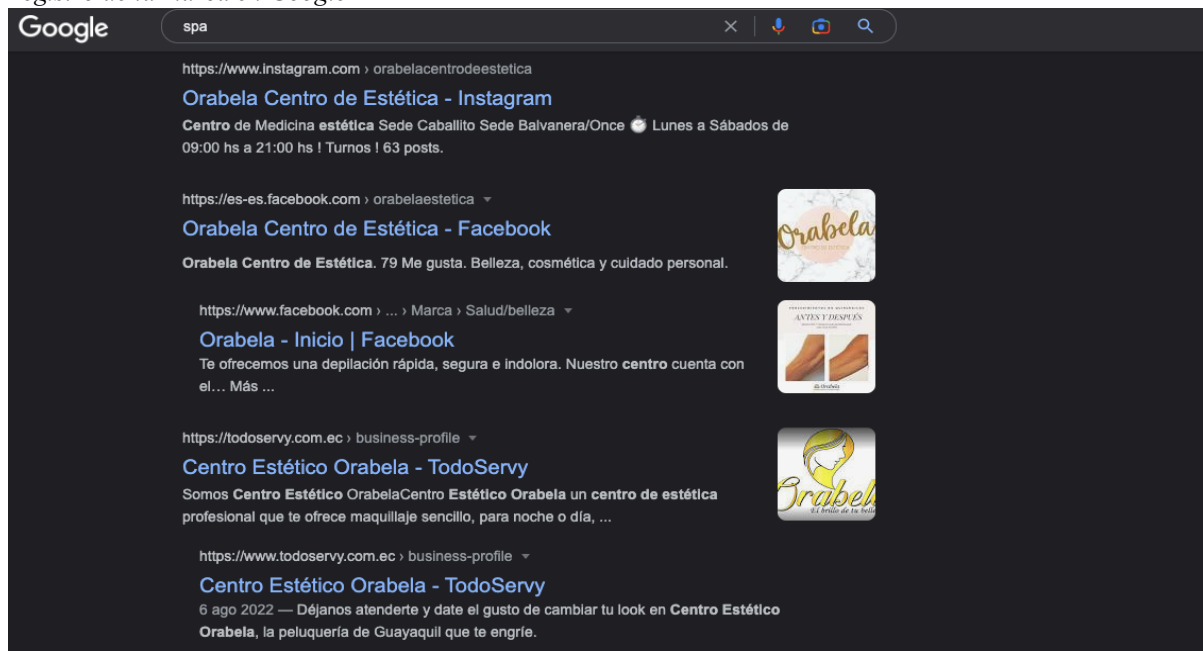 Google
spa
https://www.instagram.com › orabelacentrodeestetica
Orabela Centro de Estética - Instagram
Centro de Medicina estética Sede Caballito Sede Balvanera/Once ⏱ Lunes a Sábados de
09:00 hs a 21:00 hs ! Turnos ! 63 posts.
https://es-es.facebook.com › orabelaestetica
Orabela Centro de Estética - Facebook
Orabela Centro de Estética. 79 Me gusta. Belleza, cosmética y cuidado personal.
Orabela
https://www.facebook.com › ... › Marca › Salud/belleza
Orabela - Inicio | Facebook
Te ofrecemos una depilación rápida, segura e indolora. Nuestro centro cuenta con
el… Más ...
ANTES Y DESPUÉS
Orabela
https://todoservy.com.ec › business-profile
Centro Estético Orabela - TodoServy
Somos Centro Estético OrabelaCentro Estético Orabela un centro de estética
profesional que te ofrece maquillaje sencillo, para noche o día, ...
Orabel
El brillo de tu belle
https://www.todoservy.com.ec › business-profile
Centro Estético Orabela - TodoServy
6 ago 2022 — Déjanos atenderte y date el gusto de cambiar tu look en Centro Estético
Orabela, la peluquería de Guayaquil que te engríe.